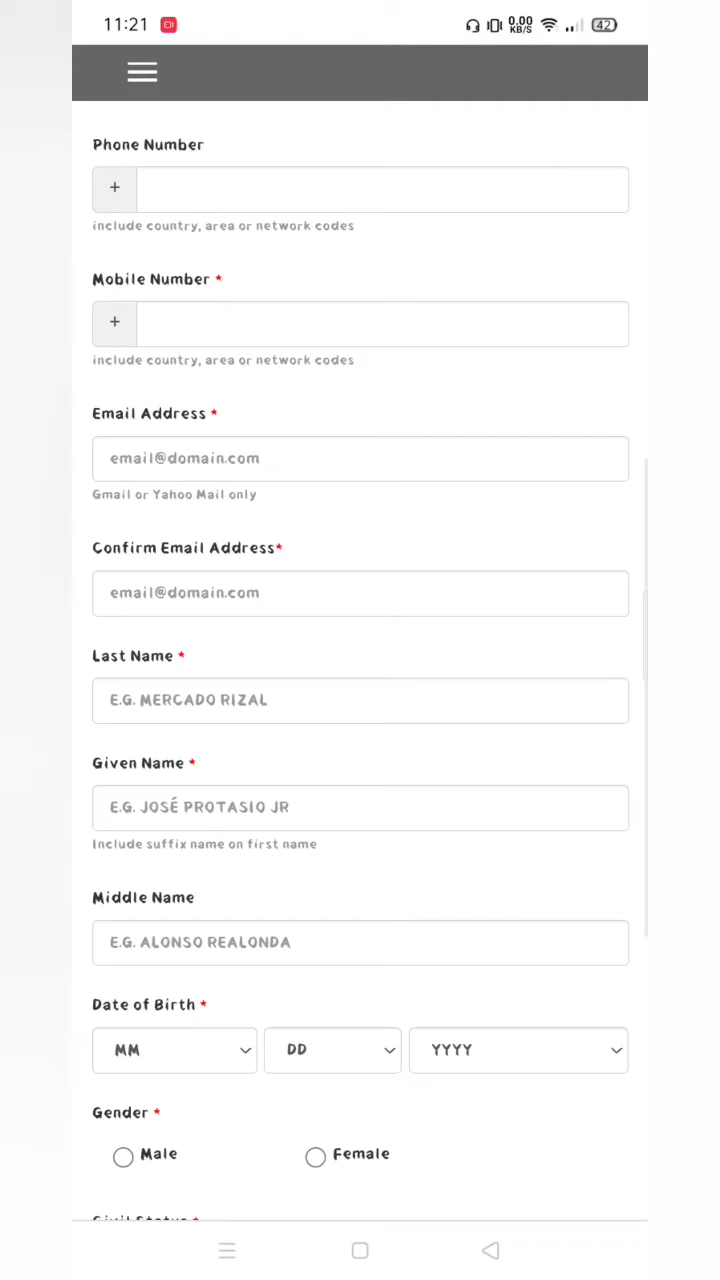 11:21
0.00
KB/S
42
Phone Number
+
include country, area or network codes
Mobile Number *
+
include country, area or network codes
Email Address *
email@domain.com
Gmail or Yahoo Mail only
Confirm Email Address*
email@domain.com
Last Name *
E.G. MERCADO RIZAL
Given Name *
E.G. JOSÉ PROTASIO JR
Include suffix name on first name
Middle Name
E.G. ALONSO REALONDA
Date of Birth *
MM DD YYYY
Gender *
Male Female
Civil Status *